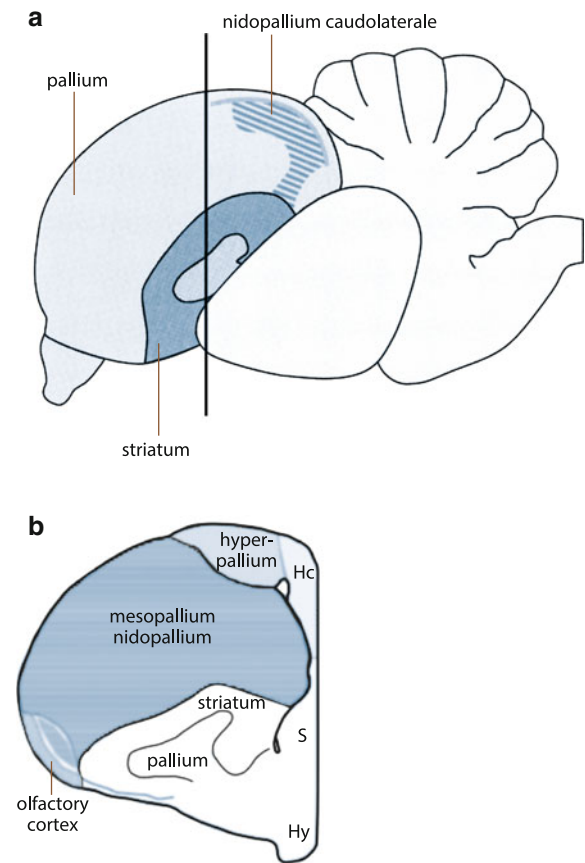 a
nidopallium caudolaterale
pallium
striatum
b
hyper-
pallium
Hc
mesopallium
nidopallium
striatum
S
pallium
olfactory
cortex
Hy